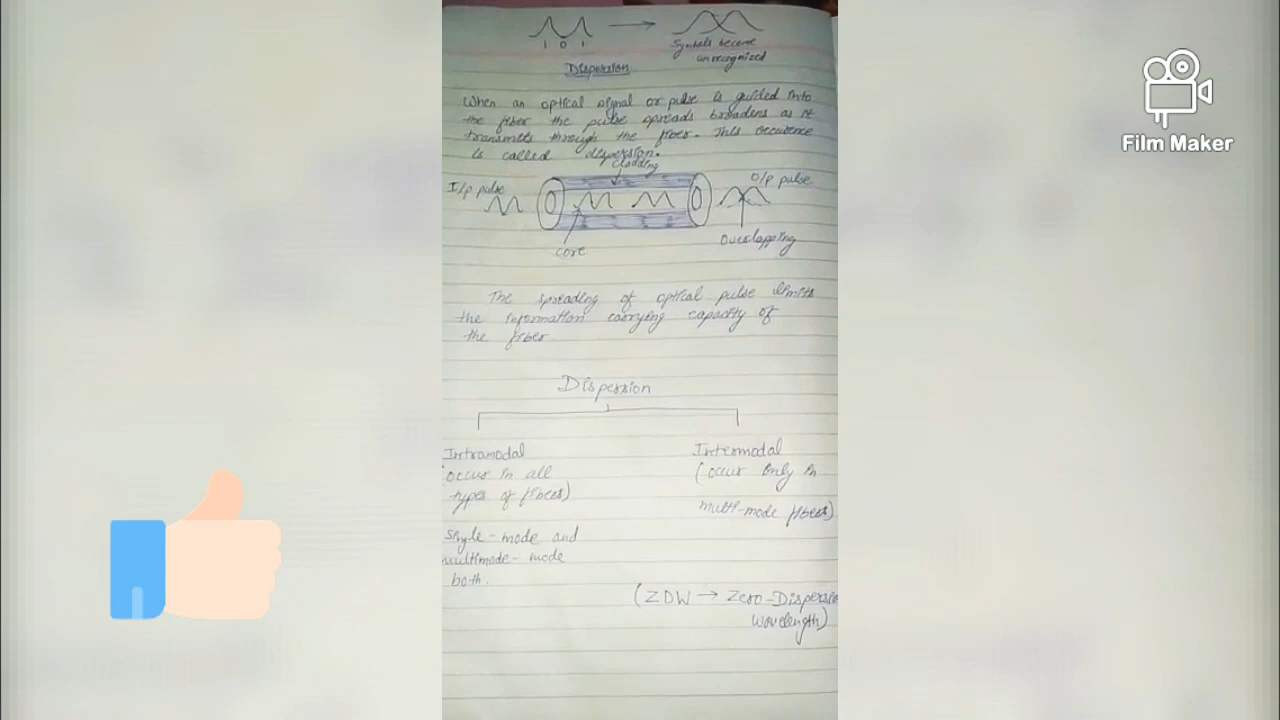 1 0 1
Symbols become
unrecognized
Dispersion
When an optical signal or pulse is guided into
the fiber the pulse spreads broadens as it
transmits through the fiber. This occurence
is called dispersion.
cladding
I/p pulse
O/p pulse
core
Overlapping
The spreading of optical pulse limits
the information carrying capacity of
the fiber.
Dispersion
Intramodal
(occur in all
types of fibers)
single-mode and
multimode-mode
both.
Intermodal
(occur only in
multi-mode fibers)
(ZDW → Zero-Dispersion
wavelength)
Film Maker